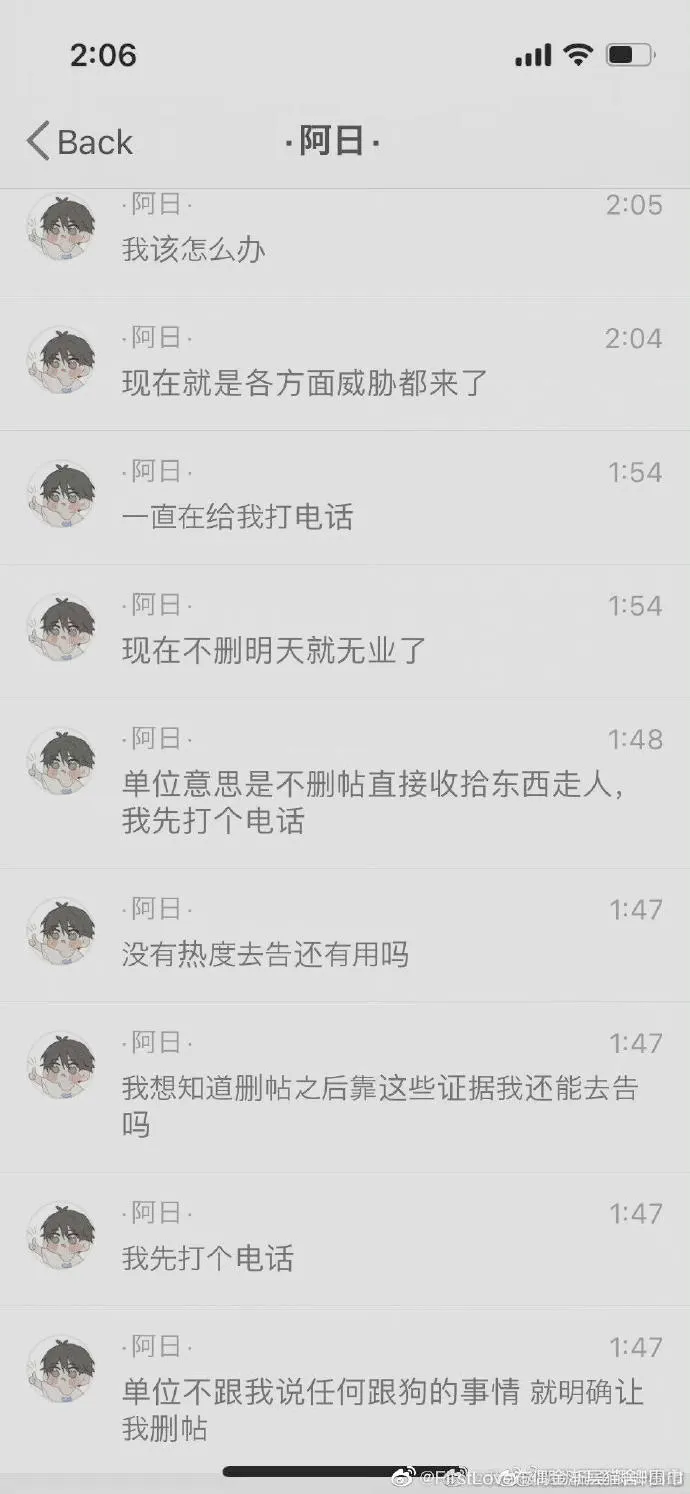 2:06
Back
·阿日·
·阿日· 2:05
我该怎么办
·阿日· 2:04
现在就是各方面威胁都来了
·阿日· 1:54
一直在给我打电话
·阿日· 1:54
现在不删明天就无业了
·阿日· 1:48
单位意思是不删帖直接收拾东西走人，
我先打个电话
·阿日· 1:47
没有热度去告还有用吗
·阿日· 1:47
我想知道删帖之后靠这些证据我还能去告
吗
·阿日· 1:47
我先打个电话
·阿日· 1:47
单位不跟我说任何跟狗的事情 就明确让
我删帖
@FirstLove